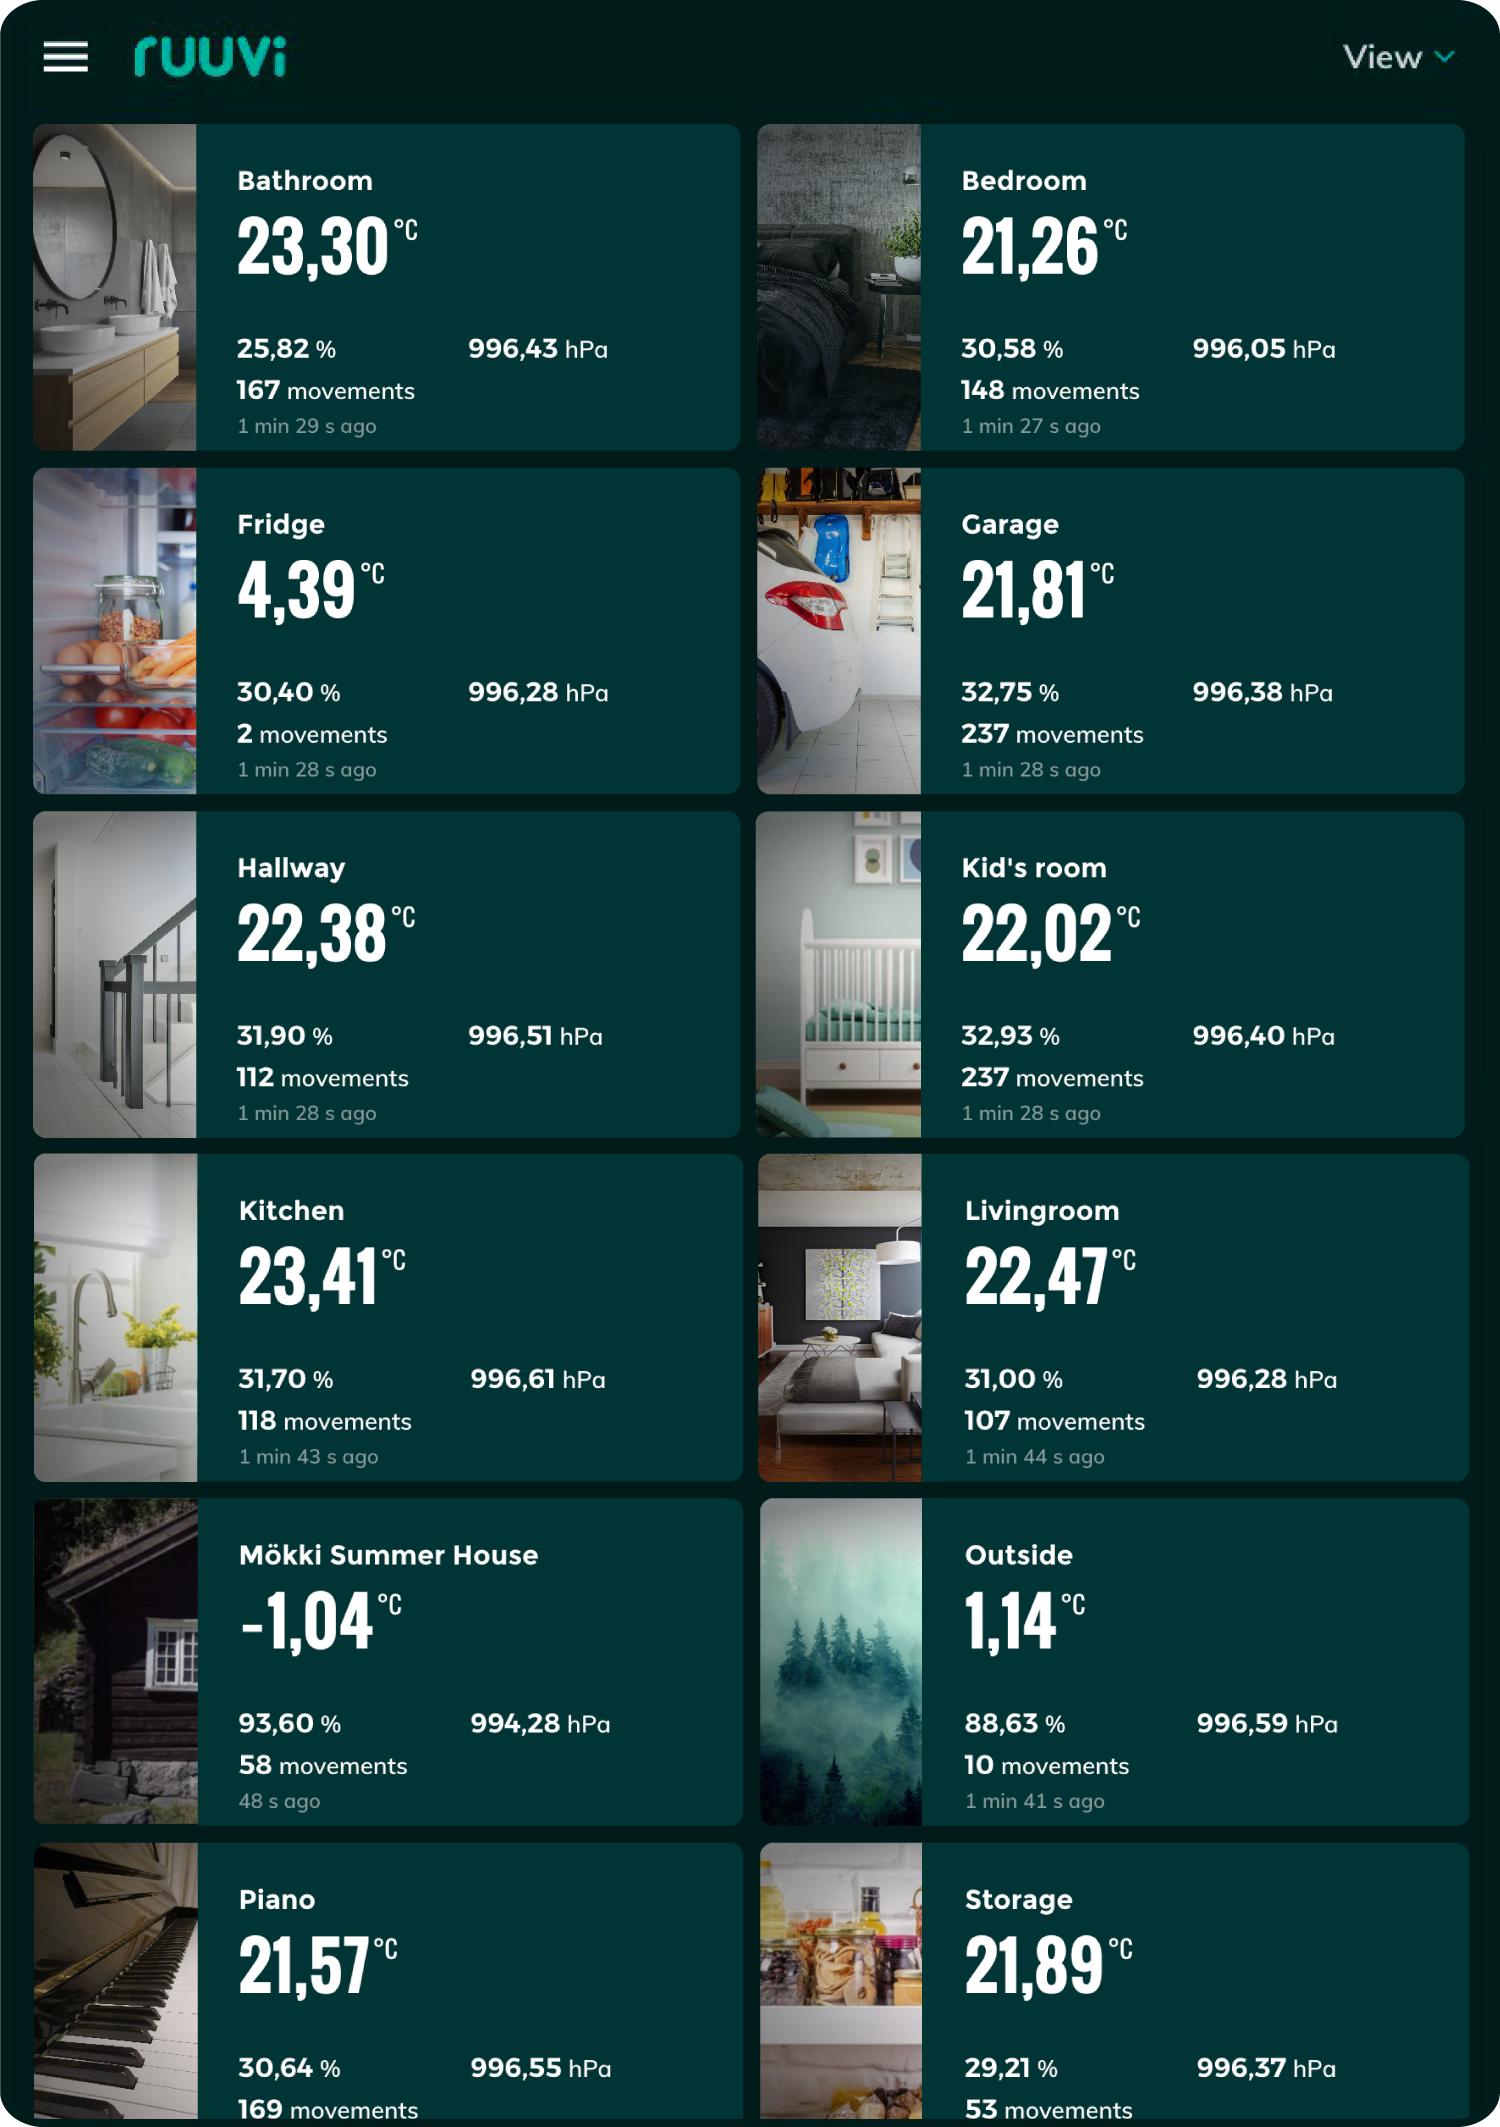 ruuvi
View
Bathroom
23,30 °C
25,82 % 996,43 hPa
167 movements
1 min 29 s ago
Bedroom
21,26 °C
30,58 % 996,05 hPa
148 movements
1 min 27 s ago
Fridge
4,39 °C
30,40 % 996,28 hPa
2 movements
1 min 28 s ago
Garage
21,81 °C
32,75 % 996,38 hPa
237 movements
1 min 28 s ago
Hallway
22,38 °C
31,90 % 996,51 hPa
112 movements
1 min 28 s ago
Kid's room
22,02 °C
32,93 % 996,40 hPa
237 movements
1 min 28 s ago
Kitchen
23,41 °C
31,70 % 996,61 hPa
118 movements
1 min 43 s ago
Livingroom
22,47 °C
31,00 % 996,28 hPa
107 movements
1 min 44 s ago
Mökki Summer House
-1,04 °C
93,60 % 994,28 hPa
58 movements
48 s ago
Outside
1,14 °C
88,63 % 996,59 hPa
10 movements
1 min 41 s ago
Piano
21,57 °C
30,64 % 996,55 hPa
169 movements
Storage
21,89 °C
29,21 % 996,37 hPa
53 movements